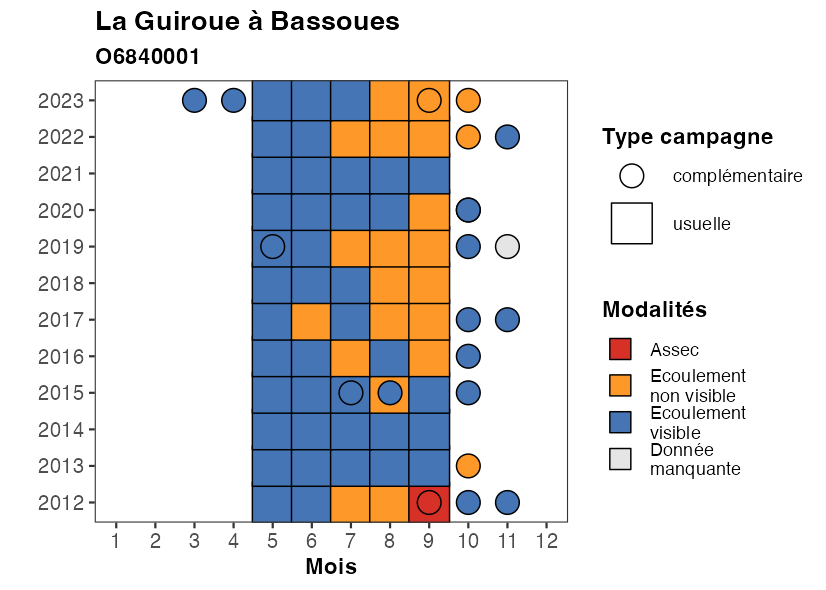 La Guiroue à Bassoues
O6840001
2023
2022
2021
2020
2019
2018
2017
2016
2015
2014
2013
2012
1 2 3 4 5 6 7 8 9 10 11 12
Mois
Type campagne
complémentaire
usuelle
Modalités
Assec
Ecoulement
non visible
Ecoulement
visible
Donnée
manquante